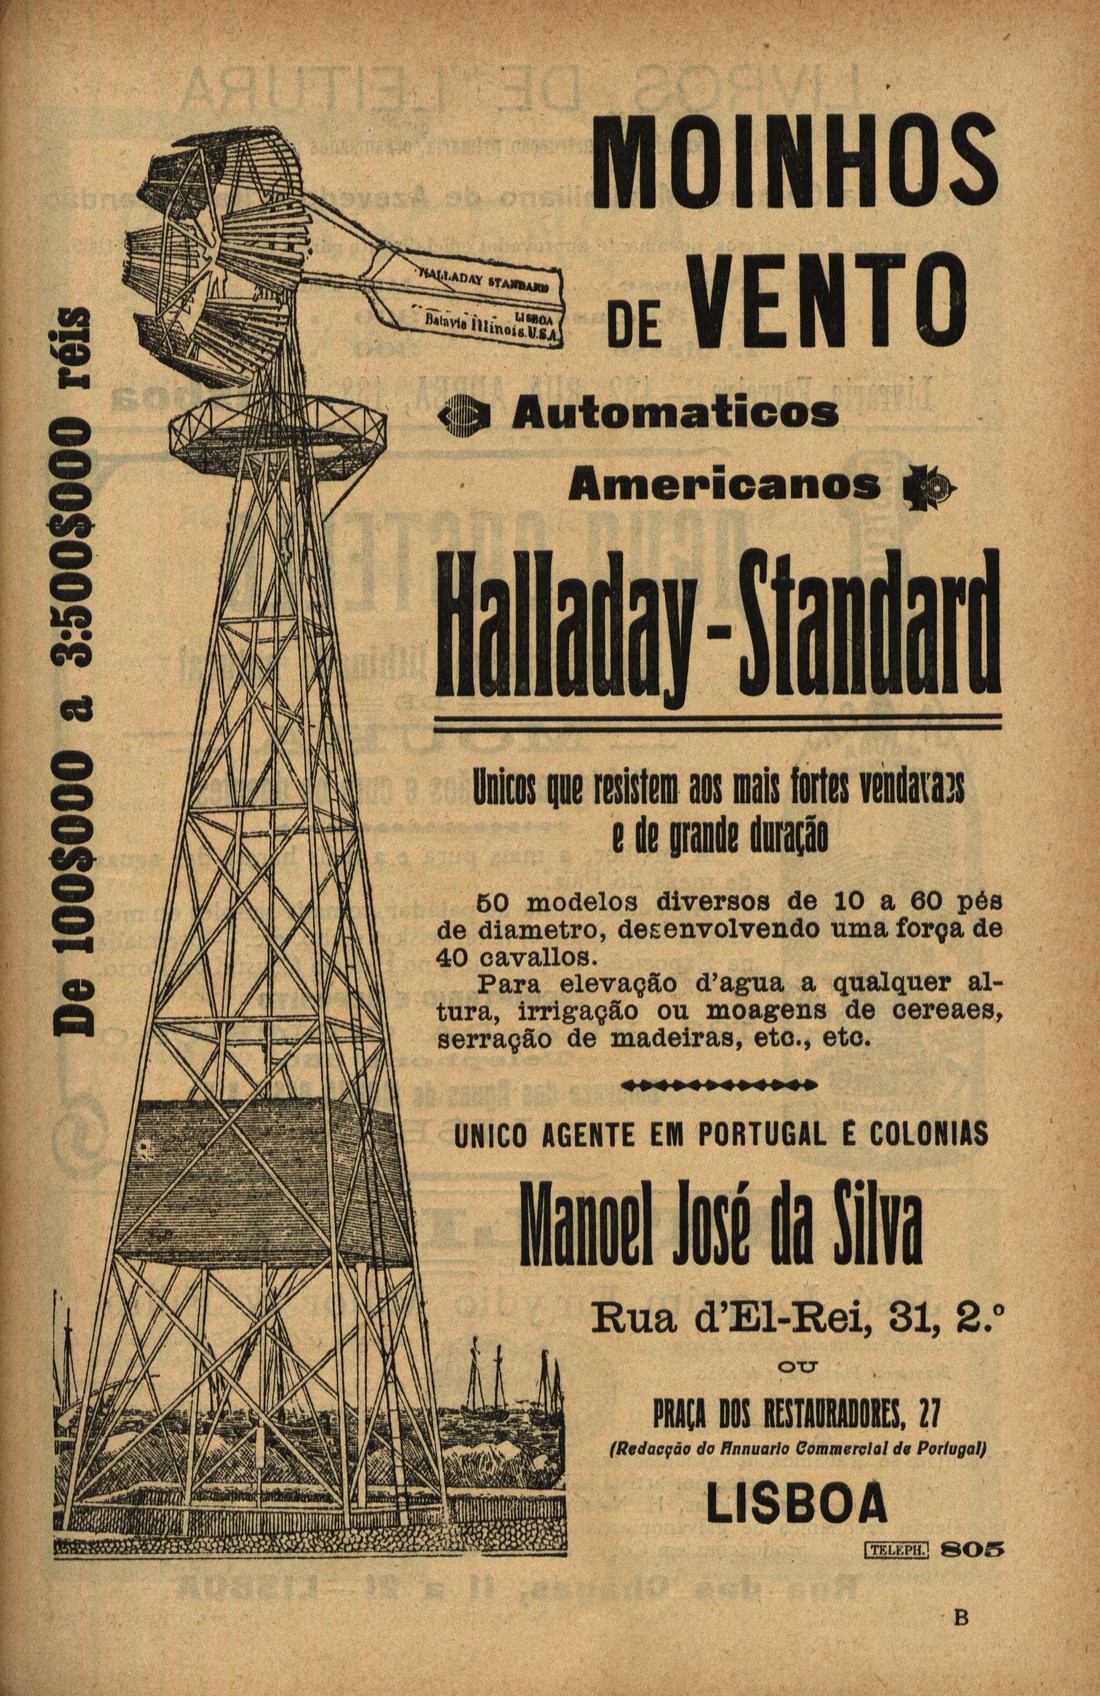 MOINHOS
DE VENTO
HALLADAY STANDARD
LISBOA
Batavia Illinois.U.S.A.
Automaticos
Americanos
Halladay-Standard
De 100$000 a 3:500$000 réis
Unicos que resistem aos mais fortes vendavaes
e de grande duração
50 modelos diversos de 10 a 60 pés
de diametro, desenvolvendo uma força de
40 cavallos.
Para elevação d'agua a qualquer al-
tura, irrigação ou moagens de cereaes,
serração de madeiras, etc., etc.
UNICO AGENTE EM PORTUGAL E COLONIAS
Manoel José da Silva
Rua d'El-Rei, 31, 2.º
OU
PRAÇA DOS RESTAURADORES, 27
(Redacção do Annuario Commercial de Portugal)
LISBOA
TELEPH. 805
B